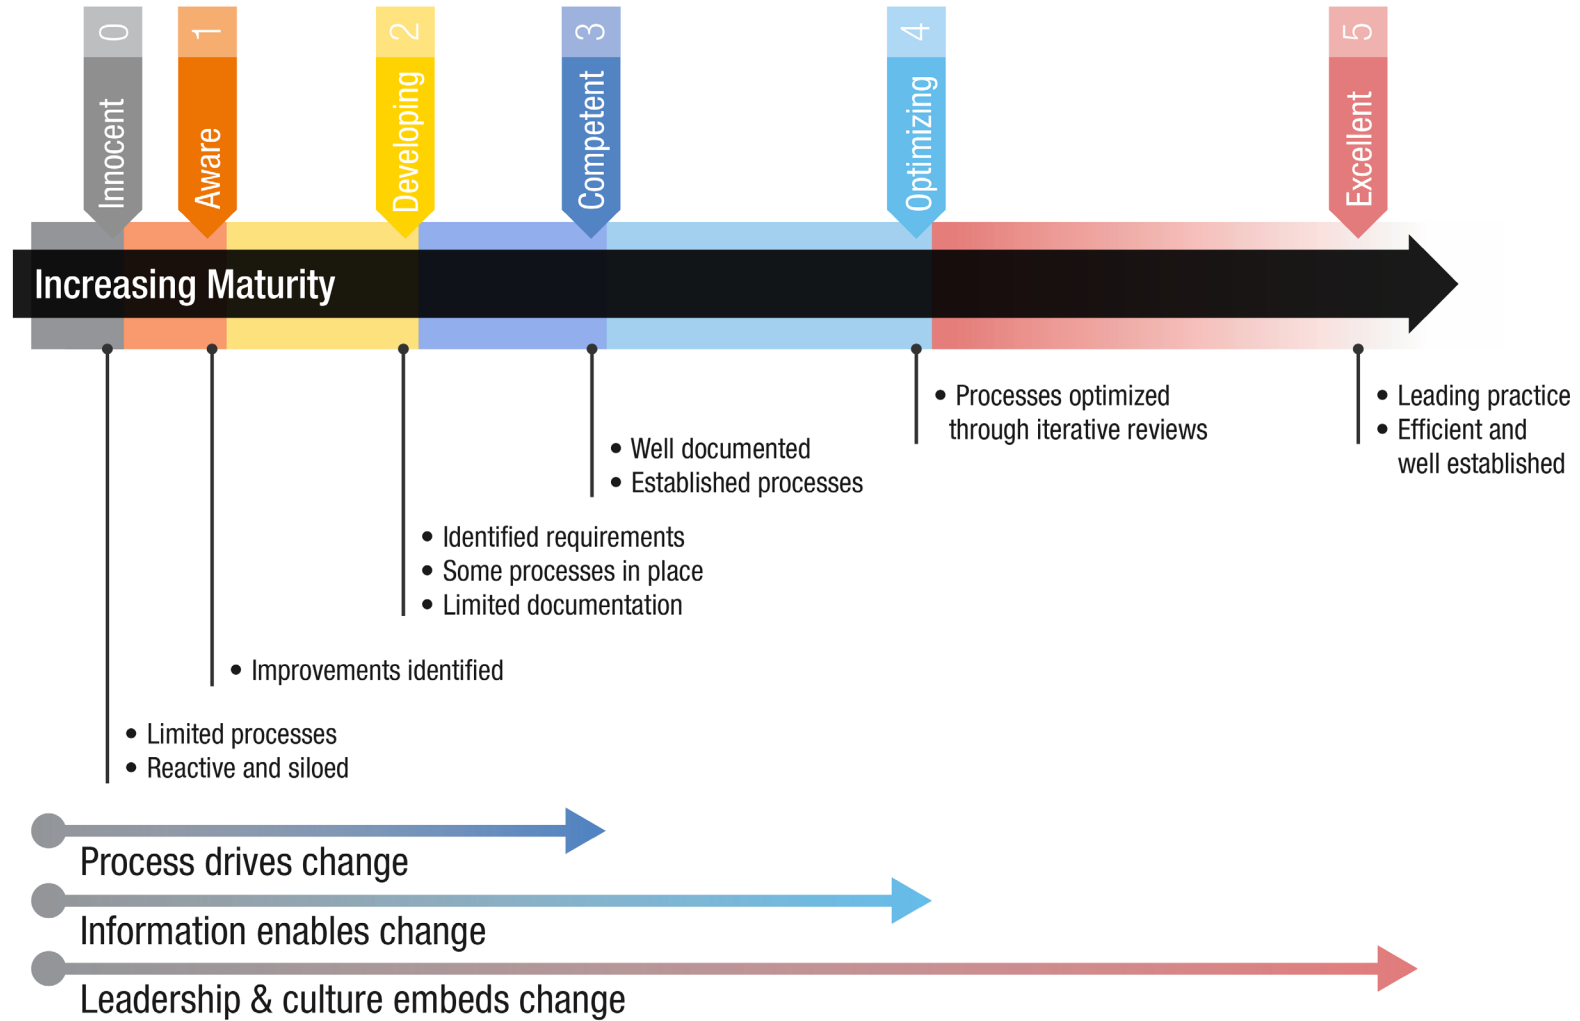 0
Innocent
1
Aware
2
Developing
3
Competent
4
Optimizing
5
Excellent
Increasing Maturity
• Processes optimized
through iterative reviews
• Leading practice
• Efficient and
well established
• Well documented
• Established processes
• Identified requirements
• Some processes in place
• Limited documentation
• Improvements identified
• Limited processes
• Reactive and siloed
Process drives change
Information enables change
Leadership & culture embeds change